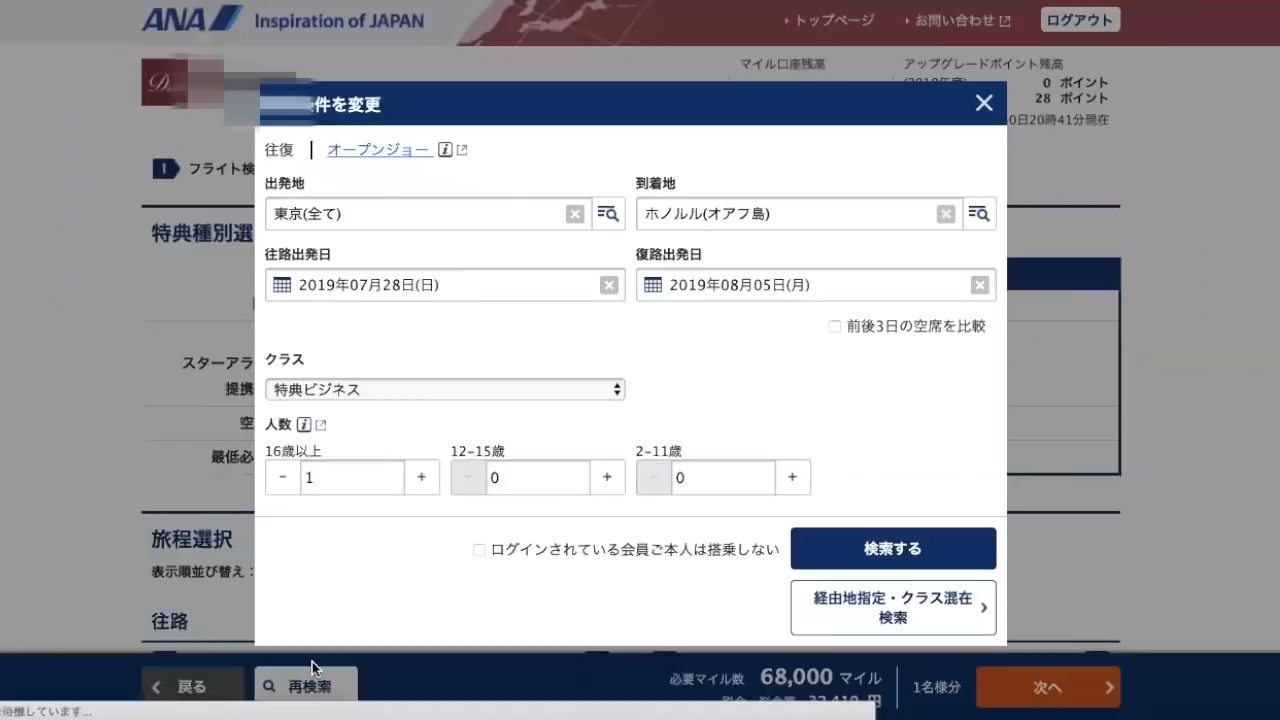 ANA Inspiration of JAPAN
トップページ
お問い合わせ
ログアウト
マイル口座残高
アップグレードポイント残高
0 ポイント
28 ポイント
0日20時41分現在
件を変更
往復 | オープンジョー
1 フライト検
出発地
到着地
東京(全て)
ホノルル(オアフ島)
特典種別選
往路出発日
復路出発日
2019年07月28日(日)
2019年08月05日(月)
前後3日の空席を比較
スターアラ
提携
空
最低必
クラス
特典ビジネス
人数
16歳以上
12-15歳
2-11歳
- 1 +
- 0 +
- 0 +
旅程選択
表示順並び替え：
往路
ログインされている会員ご本人は搭乗しない
検索する
経由地指定・クラス混在
検索
戻る
再検索
必要マイル数 68,000 マイル
1名様分
次へ
待機しています...